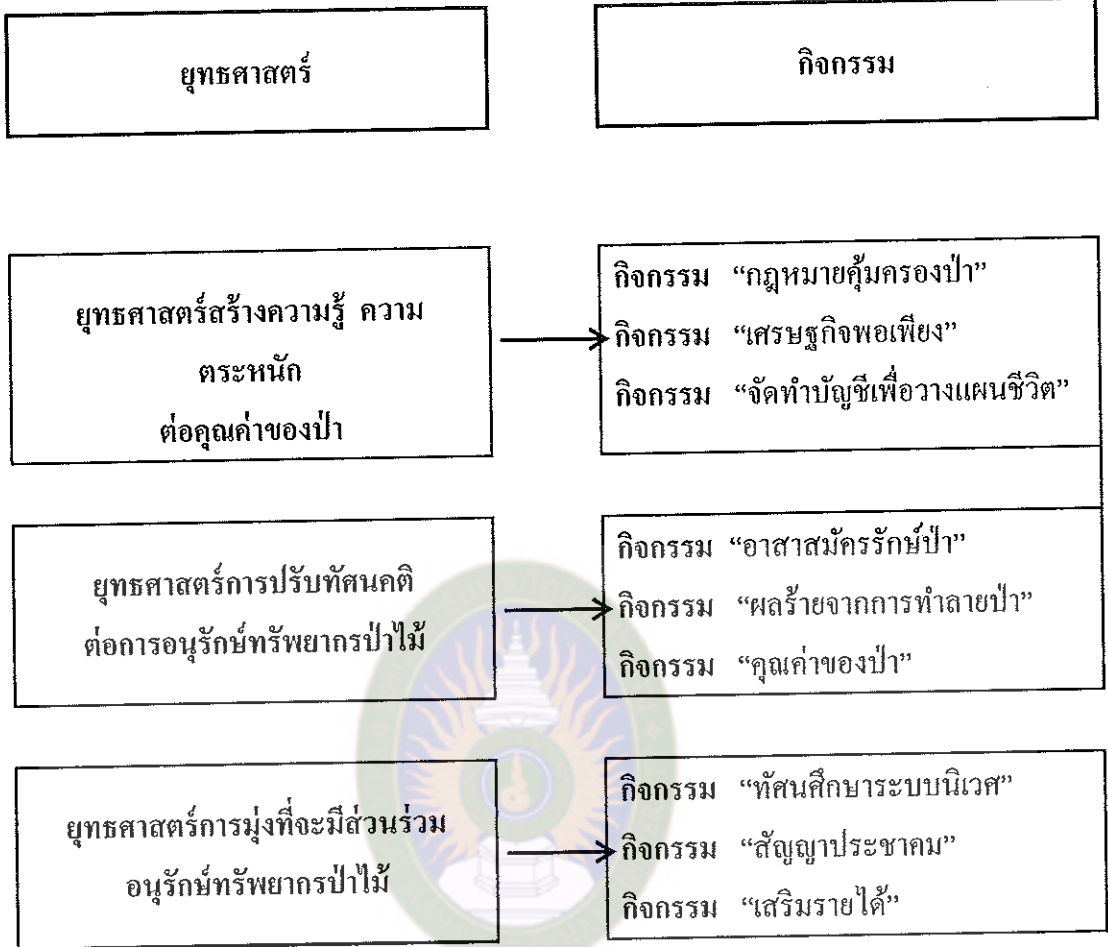 ยุทธศาสตร์
กิจกรรม
ยุทธศาสตร์สร้างความรู้ ความ
ตระหนัก
ต่อคุณค่าของป่า
กิจกรรม “กฎหมายคุ้มครองป่า”
กิจกรรม “เศรษฐกิจพอเพียง”
กิจกรรม “จัดทำบัญชีเพื่อวางแผนชีวิต”
ยุทธศาสตร์การปรับทัศนคติ
ต่อการอนุรักษ์ทรัพยากรป่าไม้
กิจกรรม “อาสาสมัครรักษ์ป่า”
กิจกรรม “ผลร้ายจากการทำลายป่า”
กิจกรรม “คุณค่าของป่า”
ยุทธศาสตร์การมุ่งที่จะมีส่วนร่วม
อนุรักษ์ทรัพยากรป่าไม้
กิจกรรม “ทัศนศึกษาระบบนิเวศ”
กิจกรรม “สัญญาประชาคม”
กิจกรรม “เสริมรายได้”